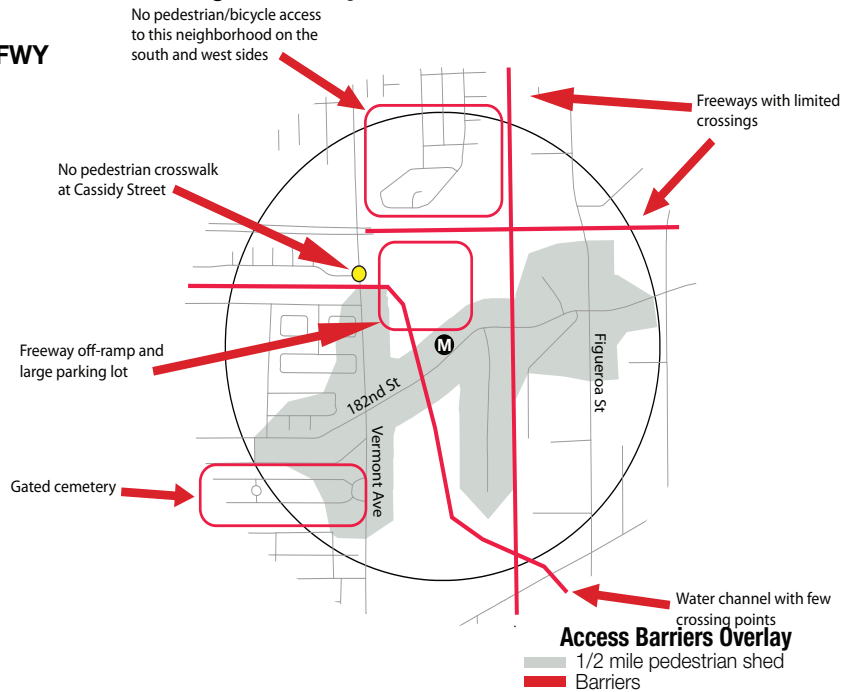 No pedestrian/bicycle access
to this neighborhood on the
south and west sides
FWY
Freeways with limited
crossings
No pedestrian crosswalk
at Cassidy Street
M
Freeway off-ramp and
large parking lot
182nd St
Figueroa St
Vermont Ave
Gated cemetery
Water channel with few
crossing points
Access Barriers Overlay
1/2 mile pedestrian shed
Barriers